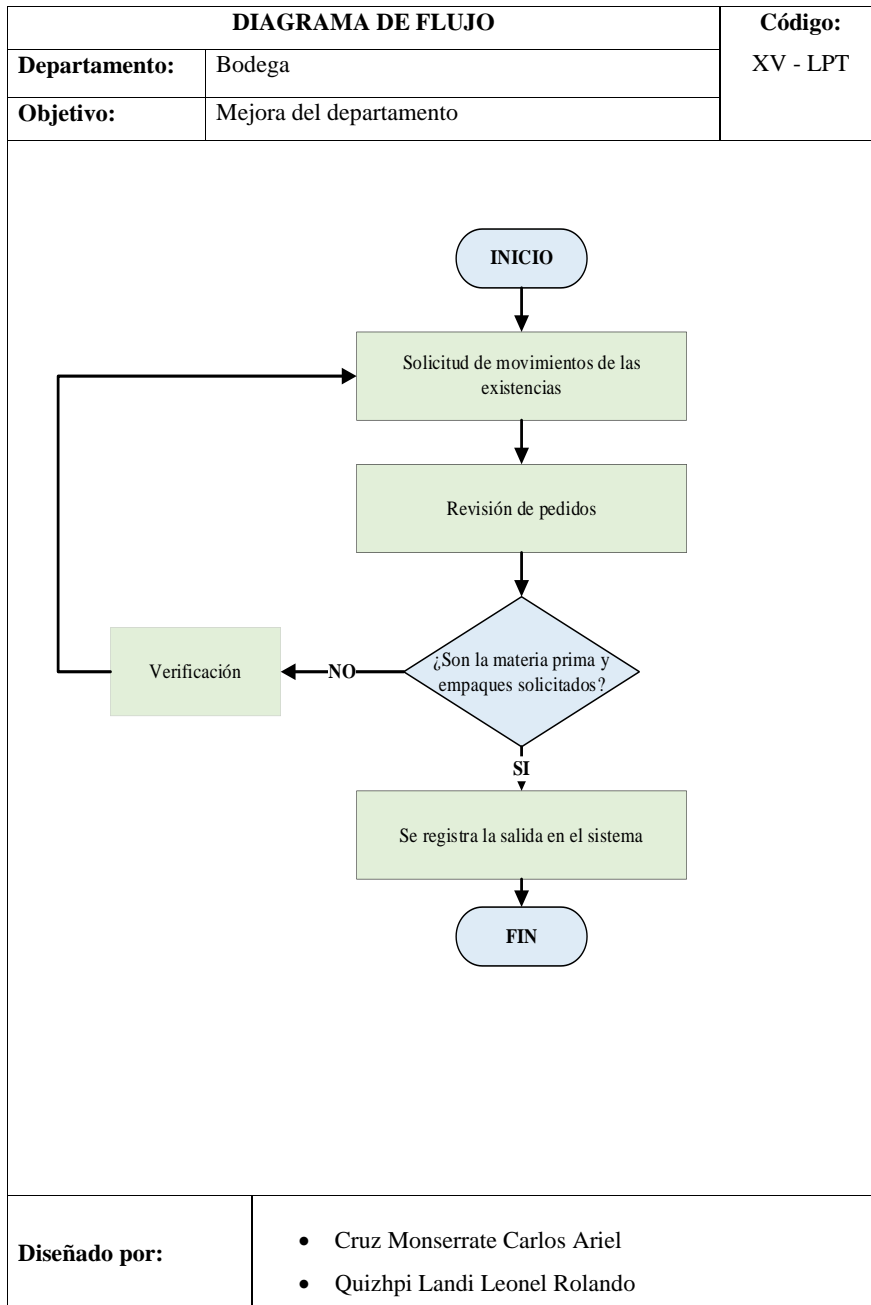 DIAGRAMA DE FLUJO
Código:
XV - LPT
Departamento:
Bodega
Objetivo:
Mejora del departamento
INICIO
Solicitud de movimientos de las
existencias
Revisión de pedidos
¿Son la materia prima y
empaques solicitados?
NO
Verificación
SI
Se registra la salida en el sistema
FIN
Diseñado por:
• Cruz Monserrate Carlos Ariel
• Quizhpi Landi Leonel Rolando